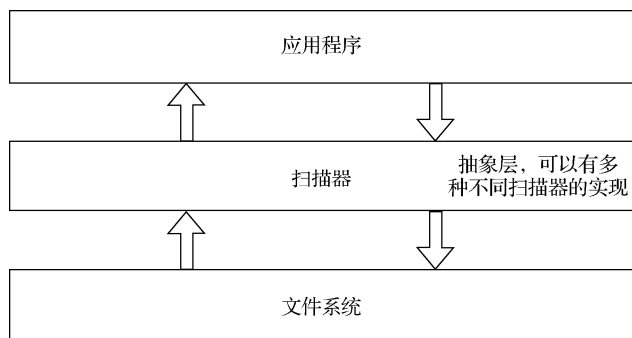 应用程序
扫描器
抽象层，可以有多
种不同扫描器的实现
文件系统